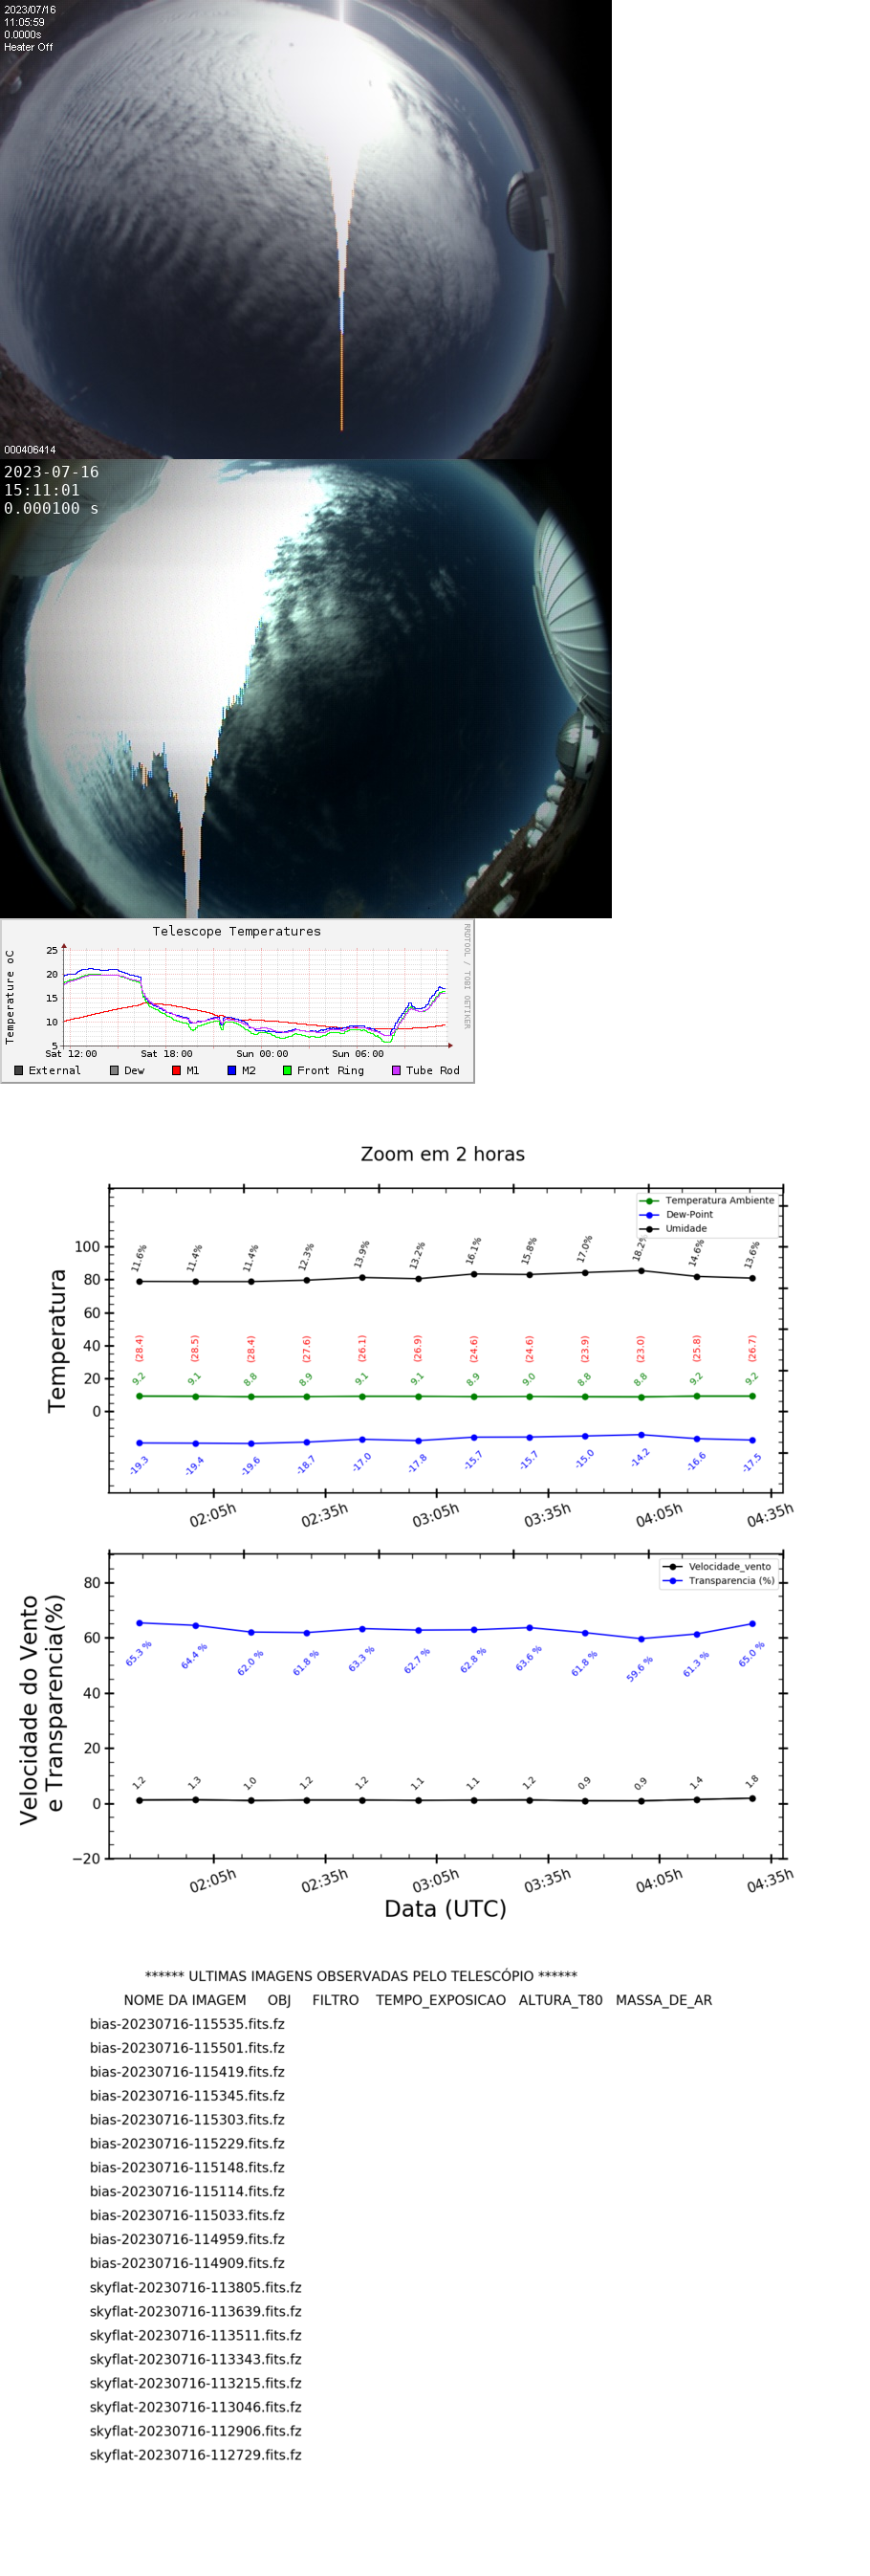 2023/07/16
11:05:59
0.0000s
Heater Off
000406414
2023-07-16
15:11:01
0.000100 s
Telescope Temperatures
RRDTOOL / TOBI OETIKER
Temperature oC
25
20
15
10
5
Sat 12:00 Sat 18:00 Sun 00:00 Sun 06:00
External Dew M1 M2 Front Ring Tube Rod
Zoom em 2 horas
Temperatura Ambiente
Dew-Point
Umidade
Temperatura
100
80
60
40
20
0
11.6% 11.4% 11.4% 12.3% 13.9% 13.2% 16.1% 15.8% 17.0% 18.2% 14.6% 13.6%
(28.4) (28.5) (28.4) (27.6) (26.1) (26.9) (24.6) (24.6) (23.9) (23.0) (25.8) (26.7)
9.2 9.1 8.8 8.9 9.1 9.1 8.9 9.0 8.8 8.8 9.2 9.2
-19.3 -19.4 -19.6 -18.7 -17.0 -17.8 -15.7 -15.7 -15.0 -14.2 -16.6 -17.5
02:05h 02:35h 03:05h 03:35h 04:05h 04:35h
Velocidade_vento
Transparencia (%)
Velocidade do Vento
e Transparencia(%)
80
60
40
20
0
−20
65.3 % 64.4 % 62.0 % 61.8 % 63.3 % 62.7 % 62.8 % 63.6 % 61.8 % 59.6 % 61.3 % 65.0 %
1.2 1.3 1.0 1.2 1.2 1.1 1.1 1.2 0.9 0.9 1.4 1.8
02:05h 02:35h 03:05h 03:35h 04:05h 04:35h
Data (UTC)
****** ULTIMAS IMAGENS OBSERVADAS PELO TELESCÓPIO ******
NOME DA IMAGEM OBJ FILTRO TEMPO_EXPOSICAO ALTURA_T80 MASSA_DE_AR
bias-20230716-115535.fits.fz
bias-20230716-115501.fits.fz
bias-20230716-115419.fits.fz
bias-20230716-115345.fits.fz
bias-20230716-115303.fits.fz
bias-20230716-115229.fits.fz
bias-20230716-115148.fits.fz
bias-20230716-115114.fits.fz
bias-20230716-115033.fits.fz
bias-20230716-114959.fits.fz
bias-20230716-114909.fits.fz
skyflat-20230716-113805.fits.fz
skyflat-20230716-113639.fits.fz
skyflat-20230716-113511.fits.fz
skyflat-20230716-113343.fits.fz
skyflat-20230716-113215.fits.fz
skyflat-20230716-113046.fits.fz
skyflat-20230716-112906.fits.fz
skyflat-20230716-112729.fits.fz